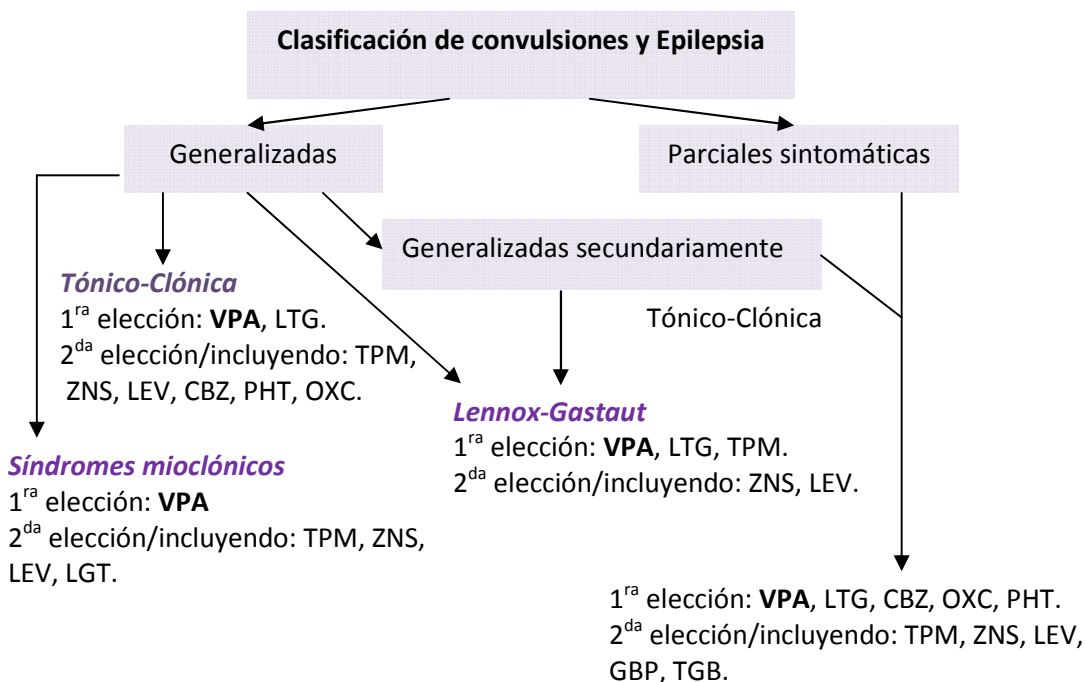 Clasificación de convulsiones y Epilepsia
Generalizadas
Parciales sintomáticas
Generalizadas secundariamente
Tónico-Clónica
1ra elección: VPA, LTG.
2da elección/incluyendo: TPM,
ZNS, LEV, CBZ, PHT, OXC.
Tónico-Clónica
Lennox-Gastaut
1ra elección: VPA, LTG, TPM.
2da elección/incluyendo: ZNS, LEV.
Síndromes mioclónicos
1ra elección: VPA
2da elección/incluyendo: TPM, ZNS,
LEV, LGT.
1ra elección: VPA, LTG, CBZ, OXC, PHT.
2da elección/incluyendo: TPM, ZNS, LEV,
GBP, TGB.